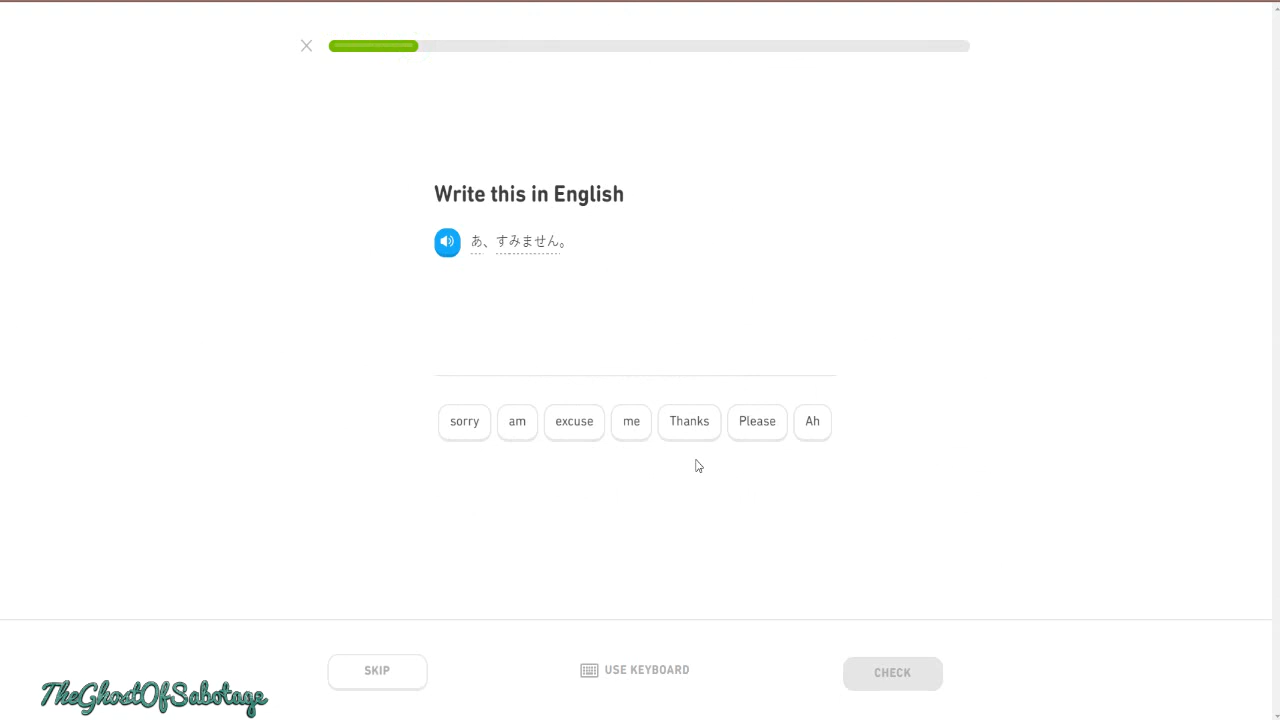 Write this in English
あ、すみません。
sorry am excuse me Thanks Please Ah
SKIP USE KEYBOARD CHECK
TheGhostOfSabotage